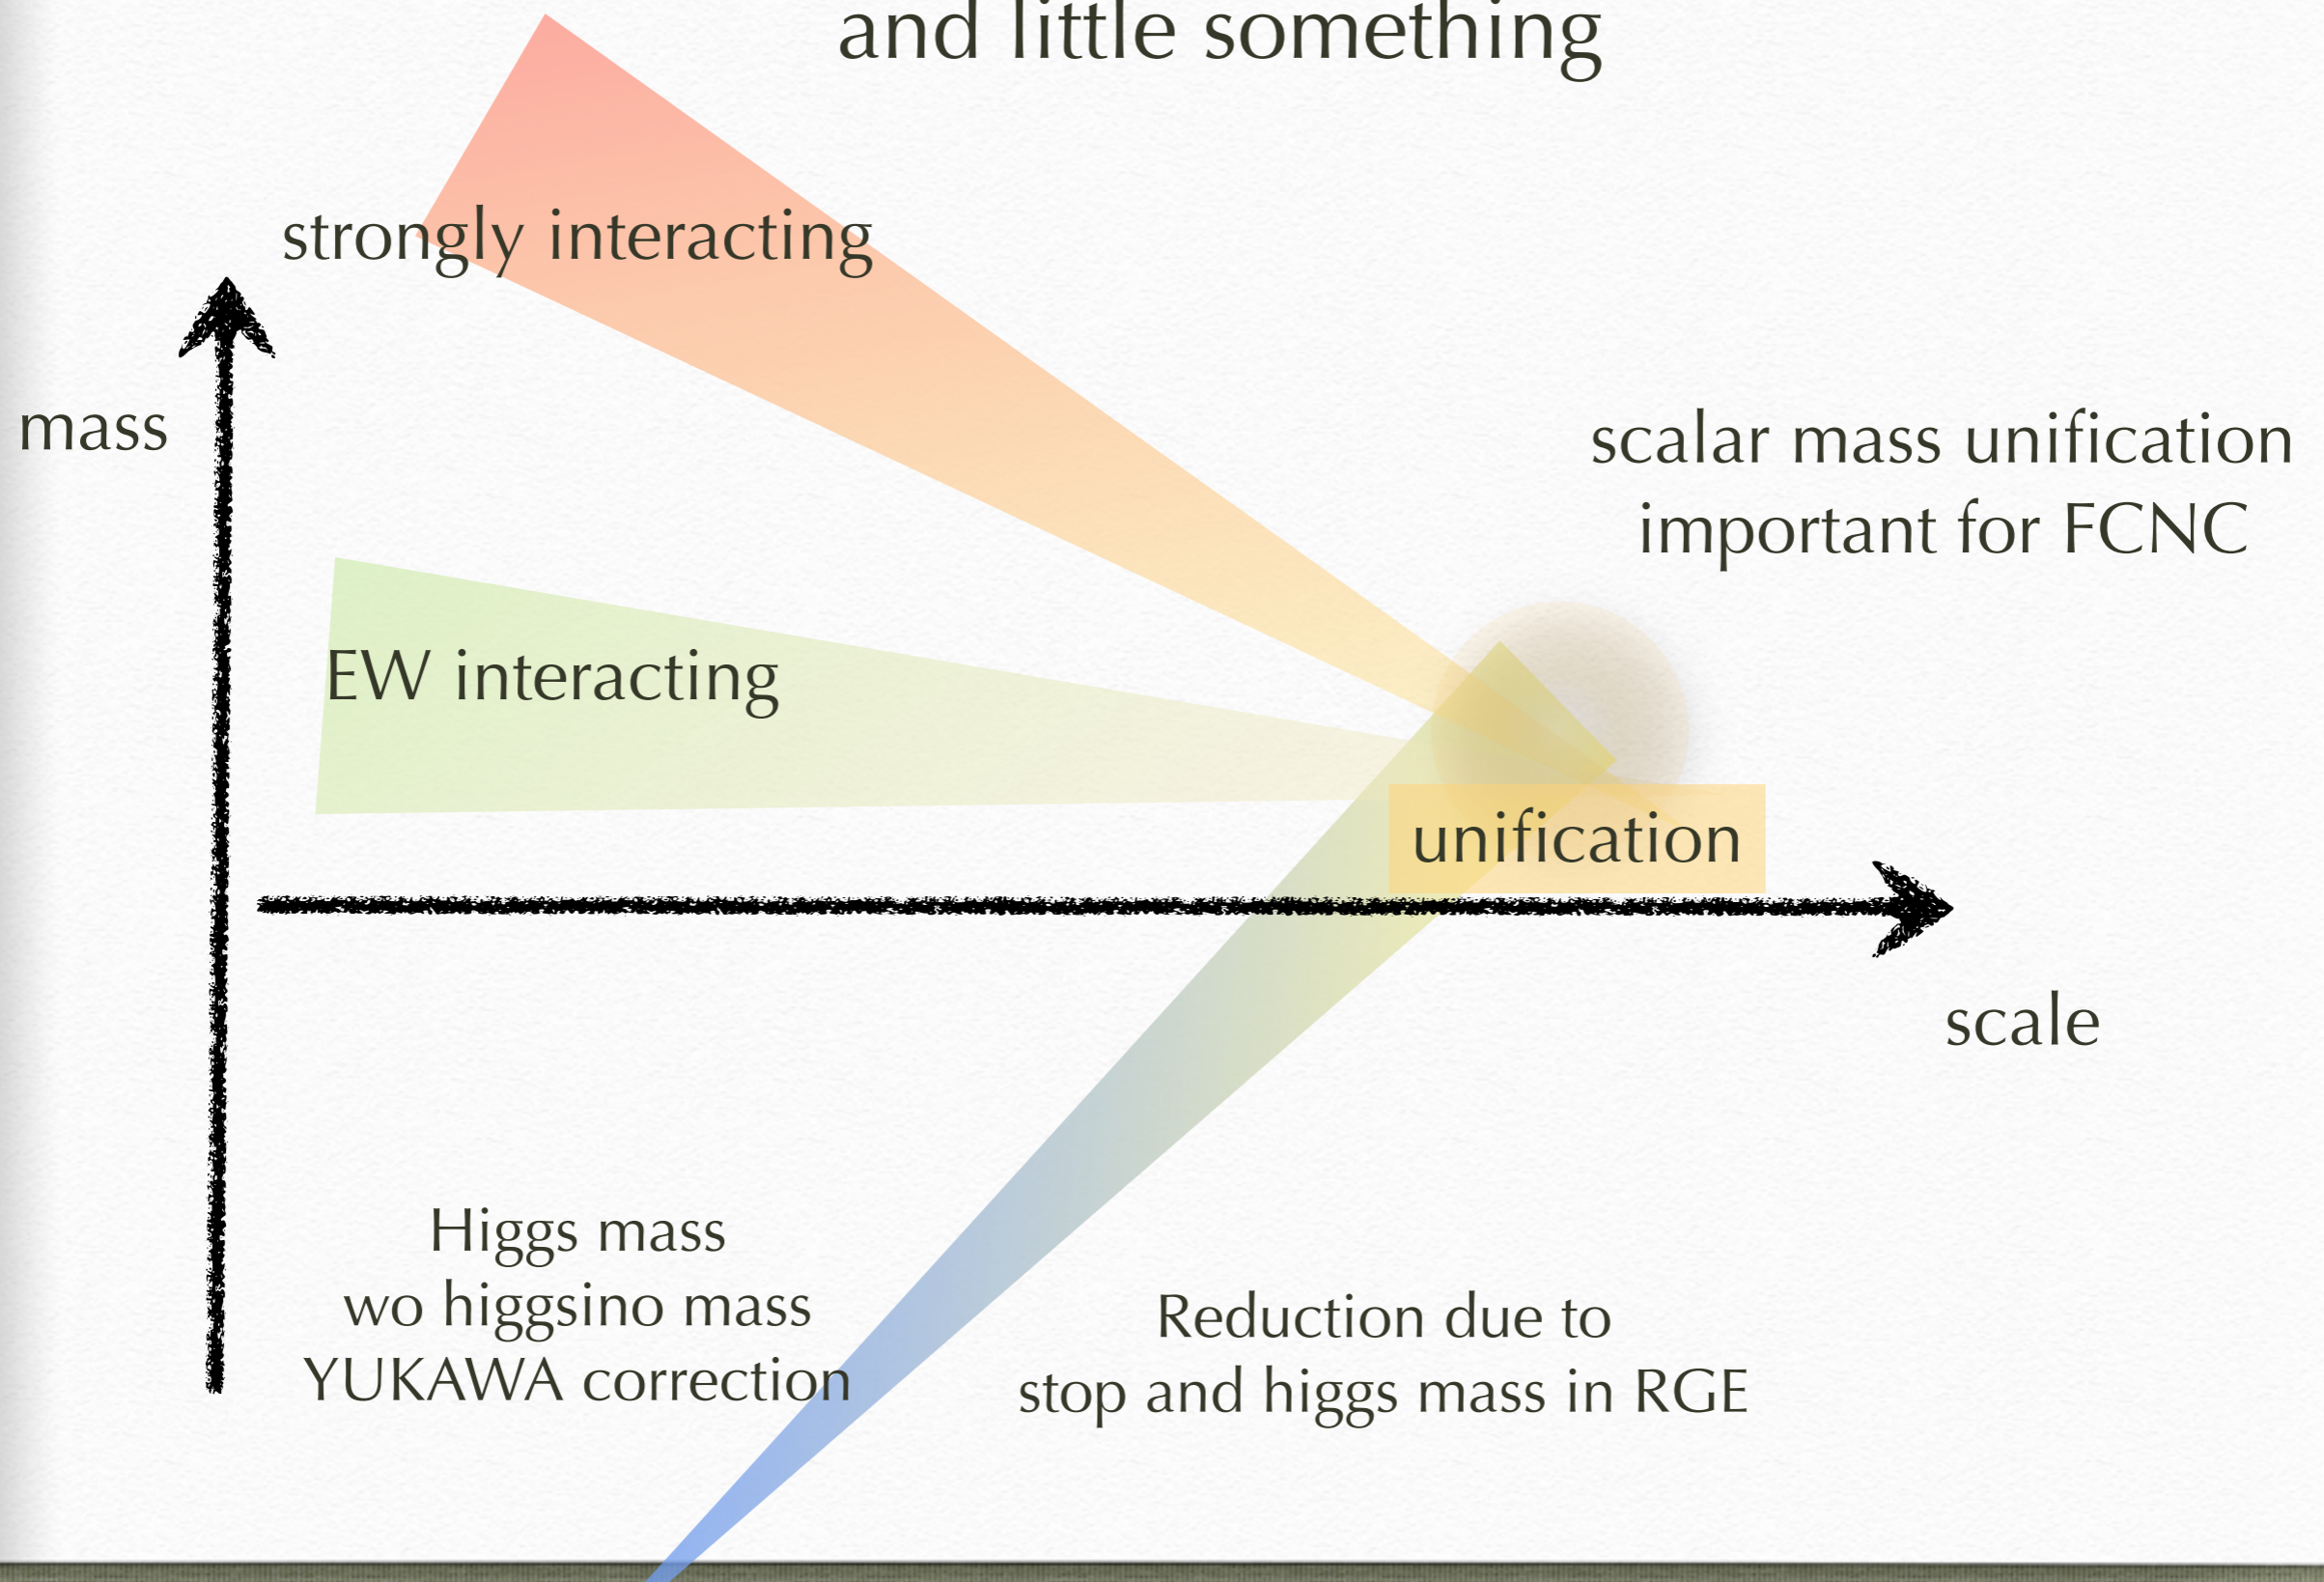 and little something
strongly interacting
mass
scalar mass unification
important for FCNC
EW interacting
unification
scale
Higgs mass
wo higgsino mass
YUKAWA correction
Reduction due to
stop and higgs mass in RGE